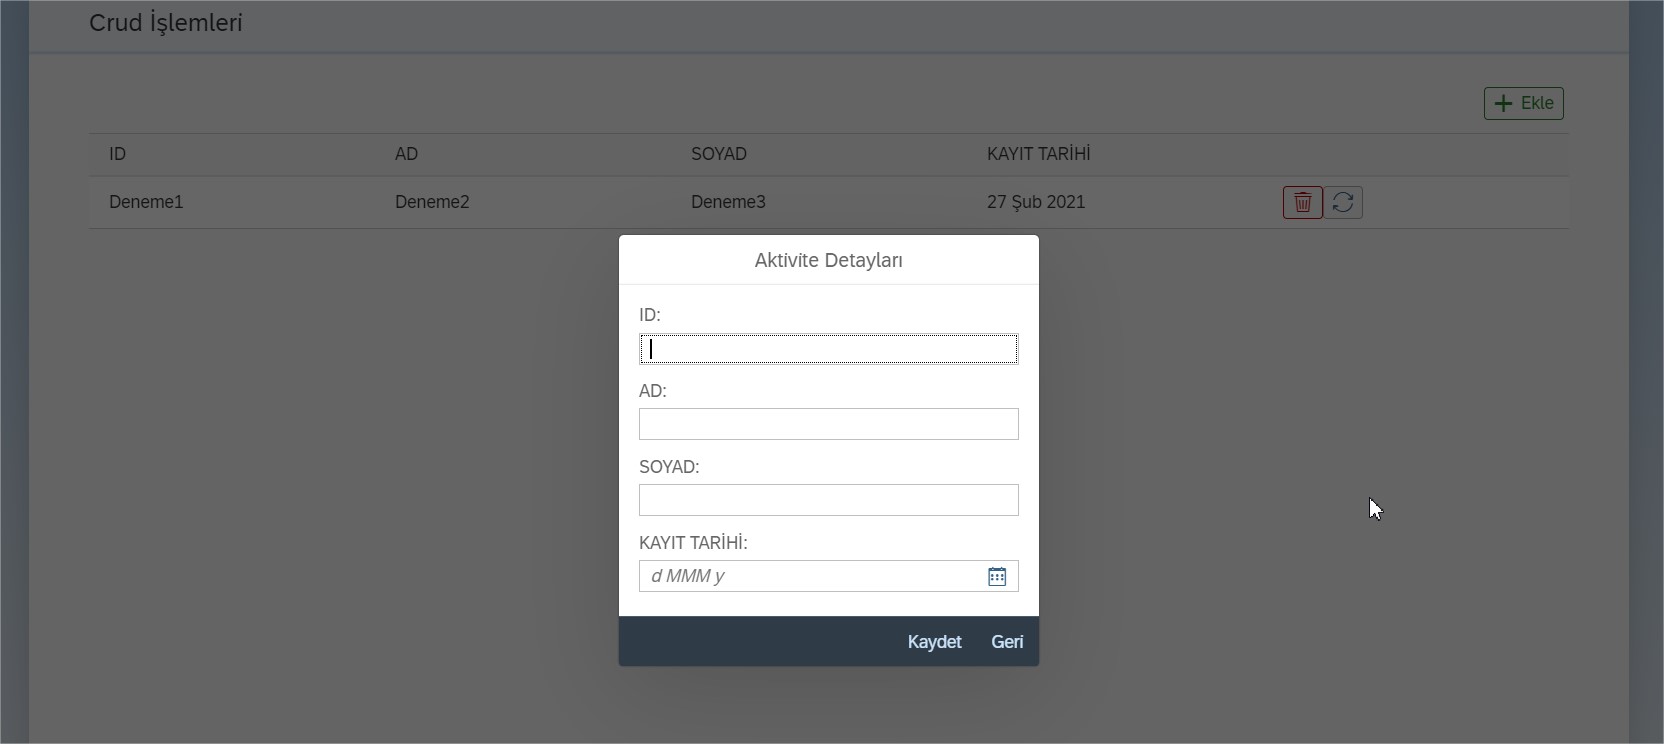 Crud İşlemleri
Ekle
ID AD SOYAD KAYIT TARİHİ
Deneme1 Deneme2 Deneme3 27 Şub 2021
Aktivite Detayları
ID:
AD:
SOYAD:
KAYIT TARİHİ:
d MMM y
Kaydet Geri